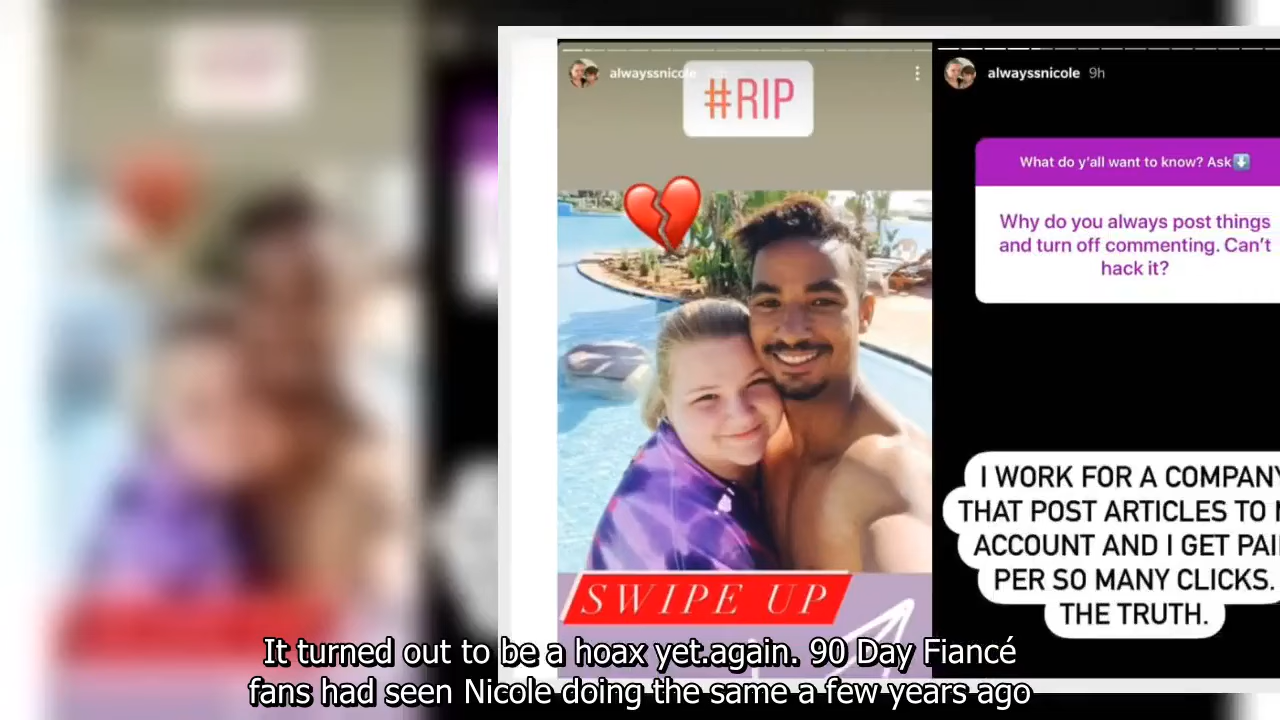 alwayssnicole
#RIP
SWIPE UP
alwayssnicole 9h
What do y'all want to know? Ask⬇️
Why do you always post things
and turn off commenting. Can't
hack it?
I WORK FOR A COMPANY
THAT POST ARTICLES TO
ACCOUNT AND I GET
PER SO MANY CLICKS.
THE TRUTH.
It turned out to be a hoax yet.again. 90 Day Fiancé
fans had seen Nicole doing the same a few years ago